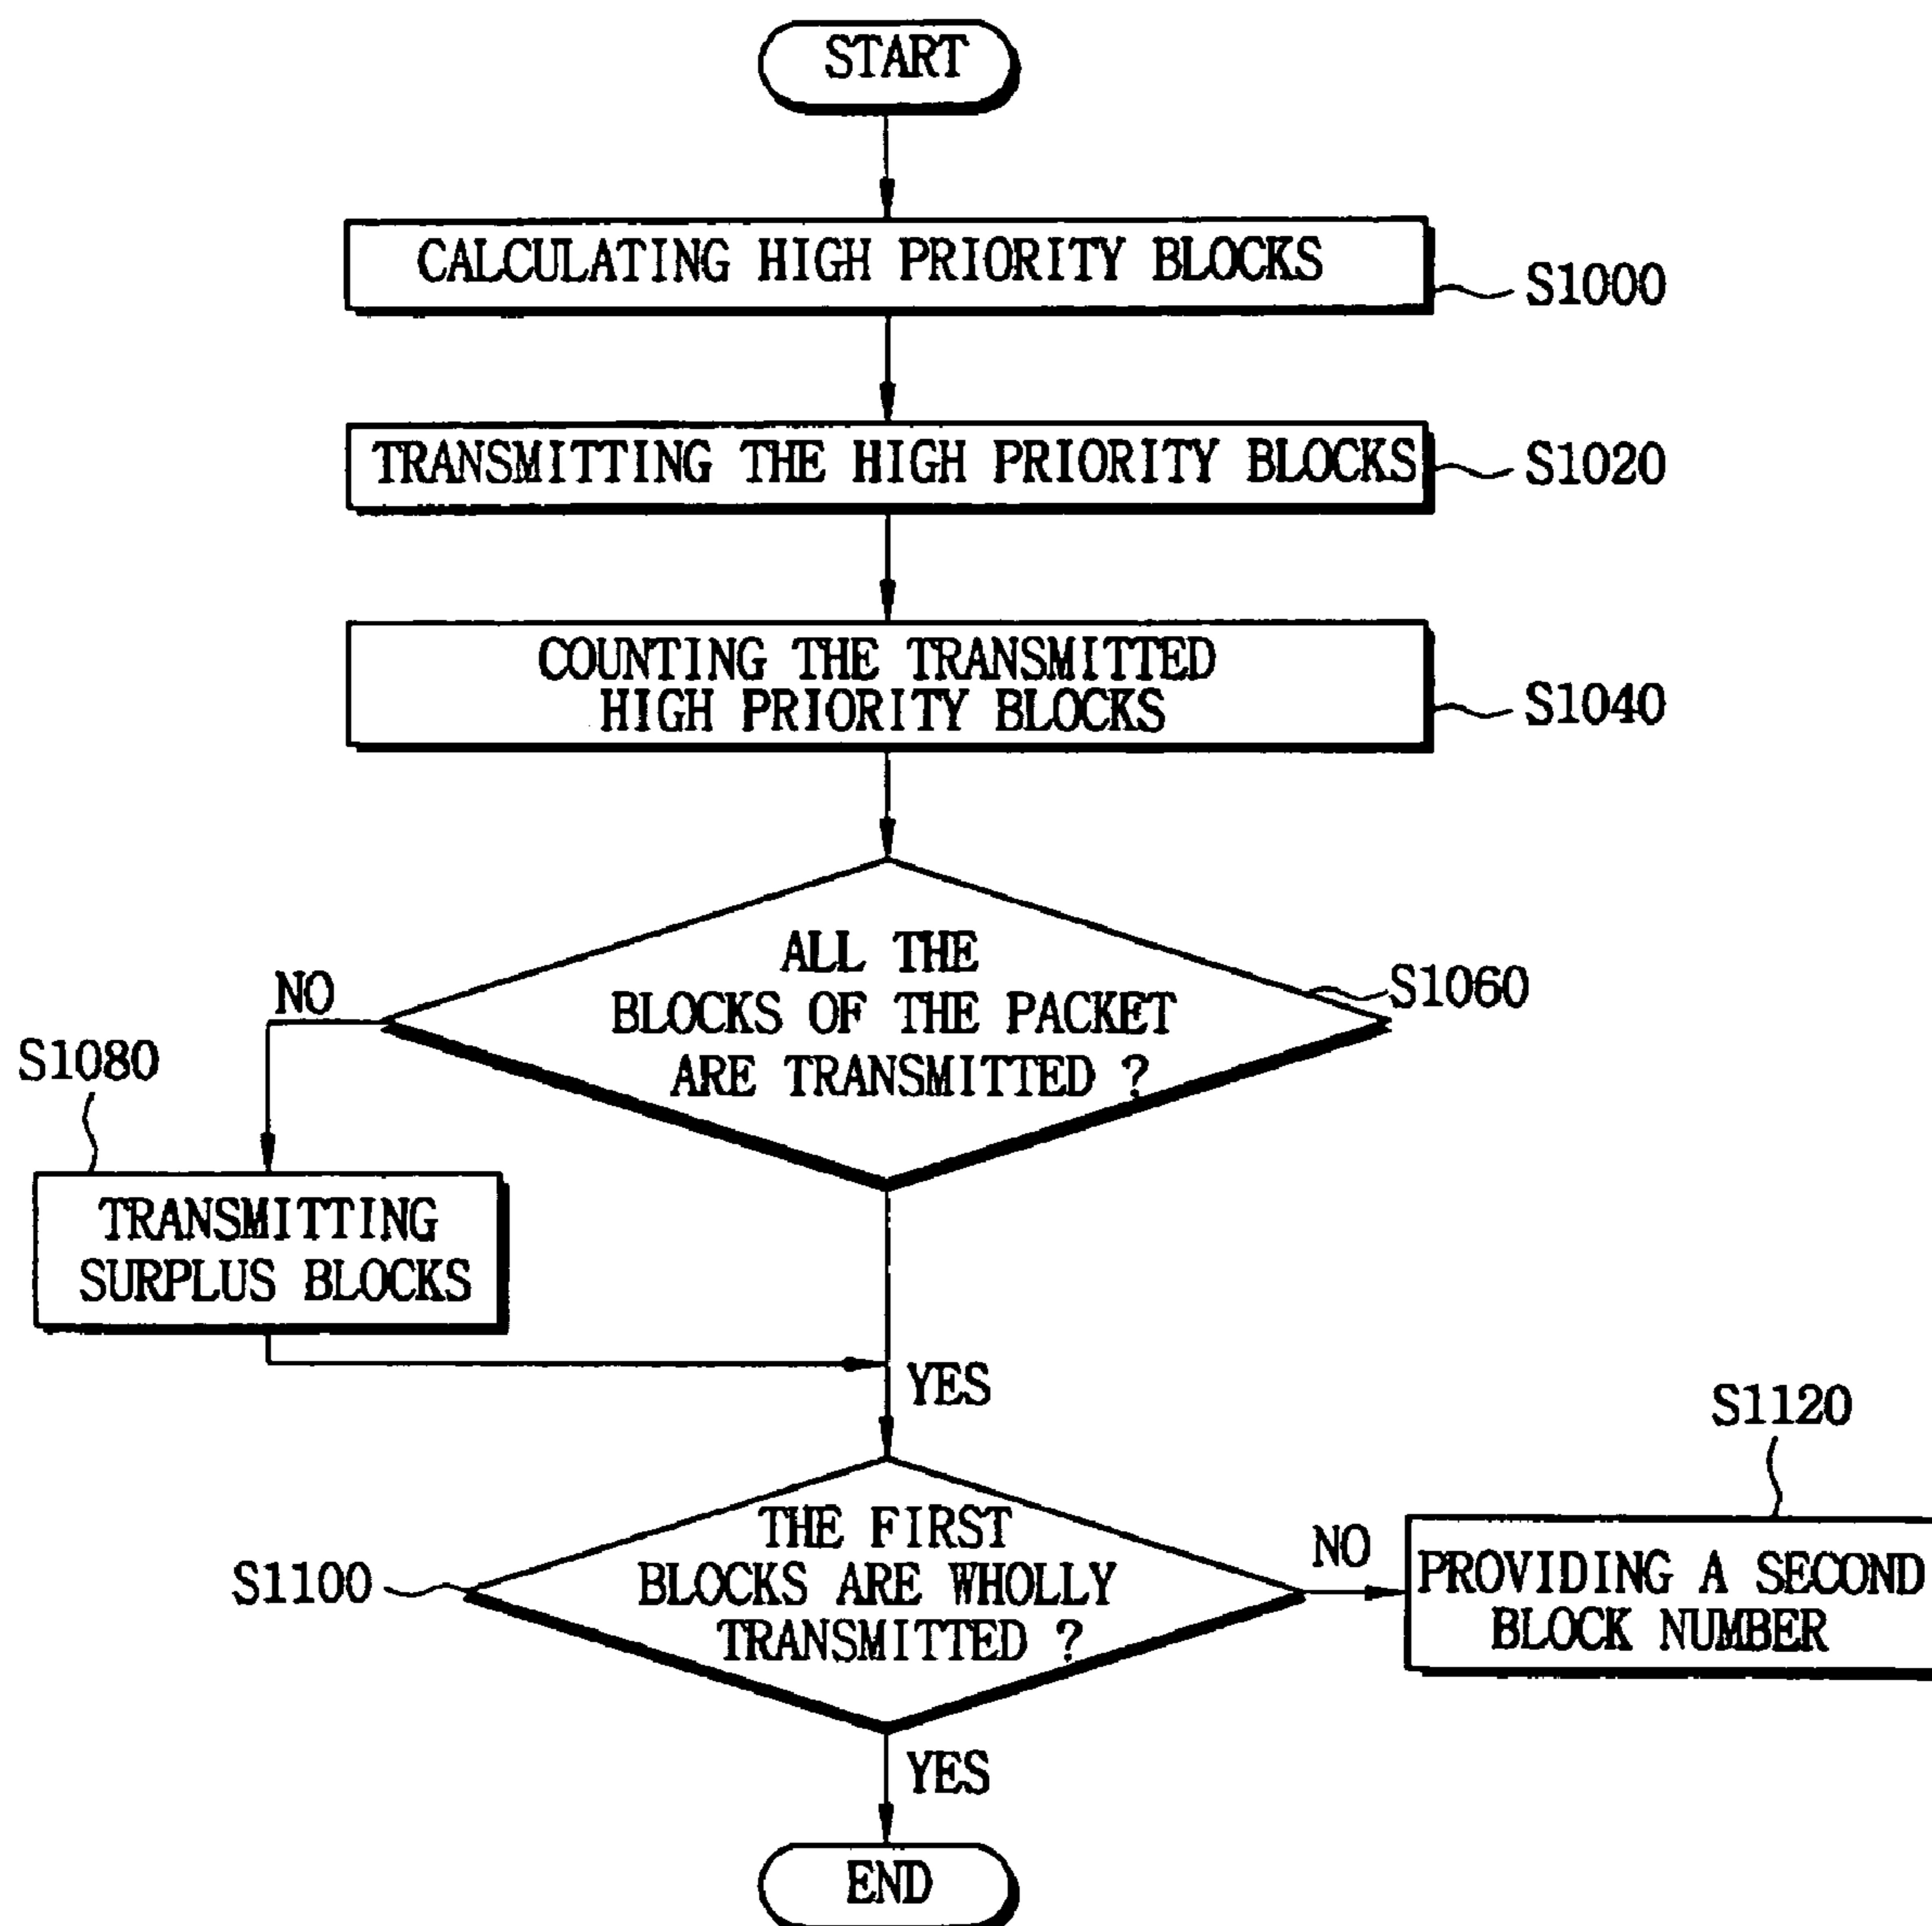 START
CALCULATING HIGH PRIORITY BLOCKS
S1000
TRANSMITTING THE HIGH PRIORITY BLOCKS
S1020
COUNTING THE TRANSMITTED
HIGH PRIORITY BLOCKS
S1040
ALL THE
BLOCKS OF THE PACKET
ARE TRANSMITTED ?
S1060
NO
S1080
TRANSMITTING
SURPLUS BLOCKS
YES
S1120
THE FIRST
BLOCKS ARE WHOLLY
TRANSMITTED ?
S1100
NO
PROVIDING A SECOND
BLOCK NUMBER
YES
END